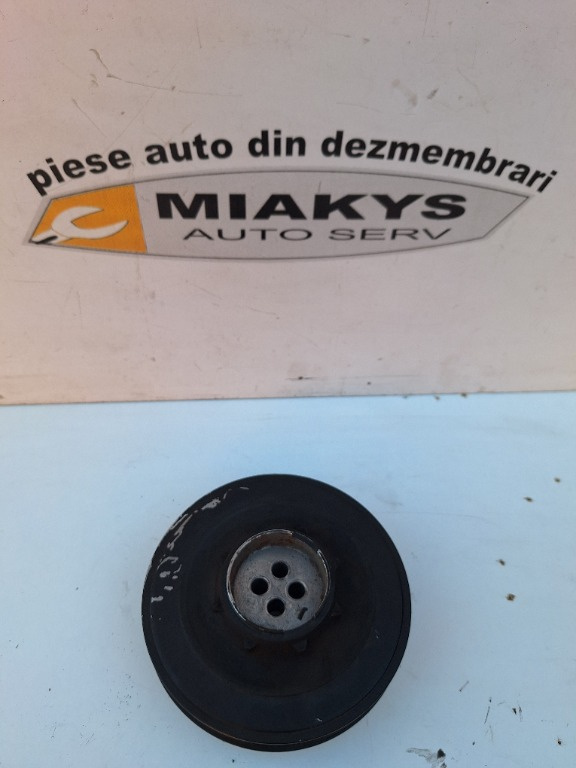 piese auto din dezmembrari
MIAKYS
AUTO SERV